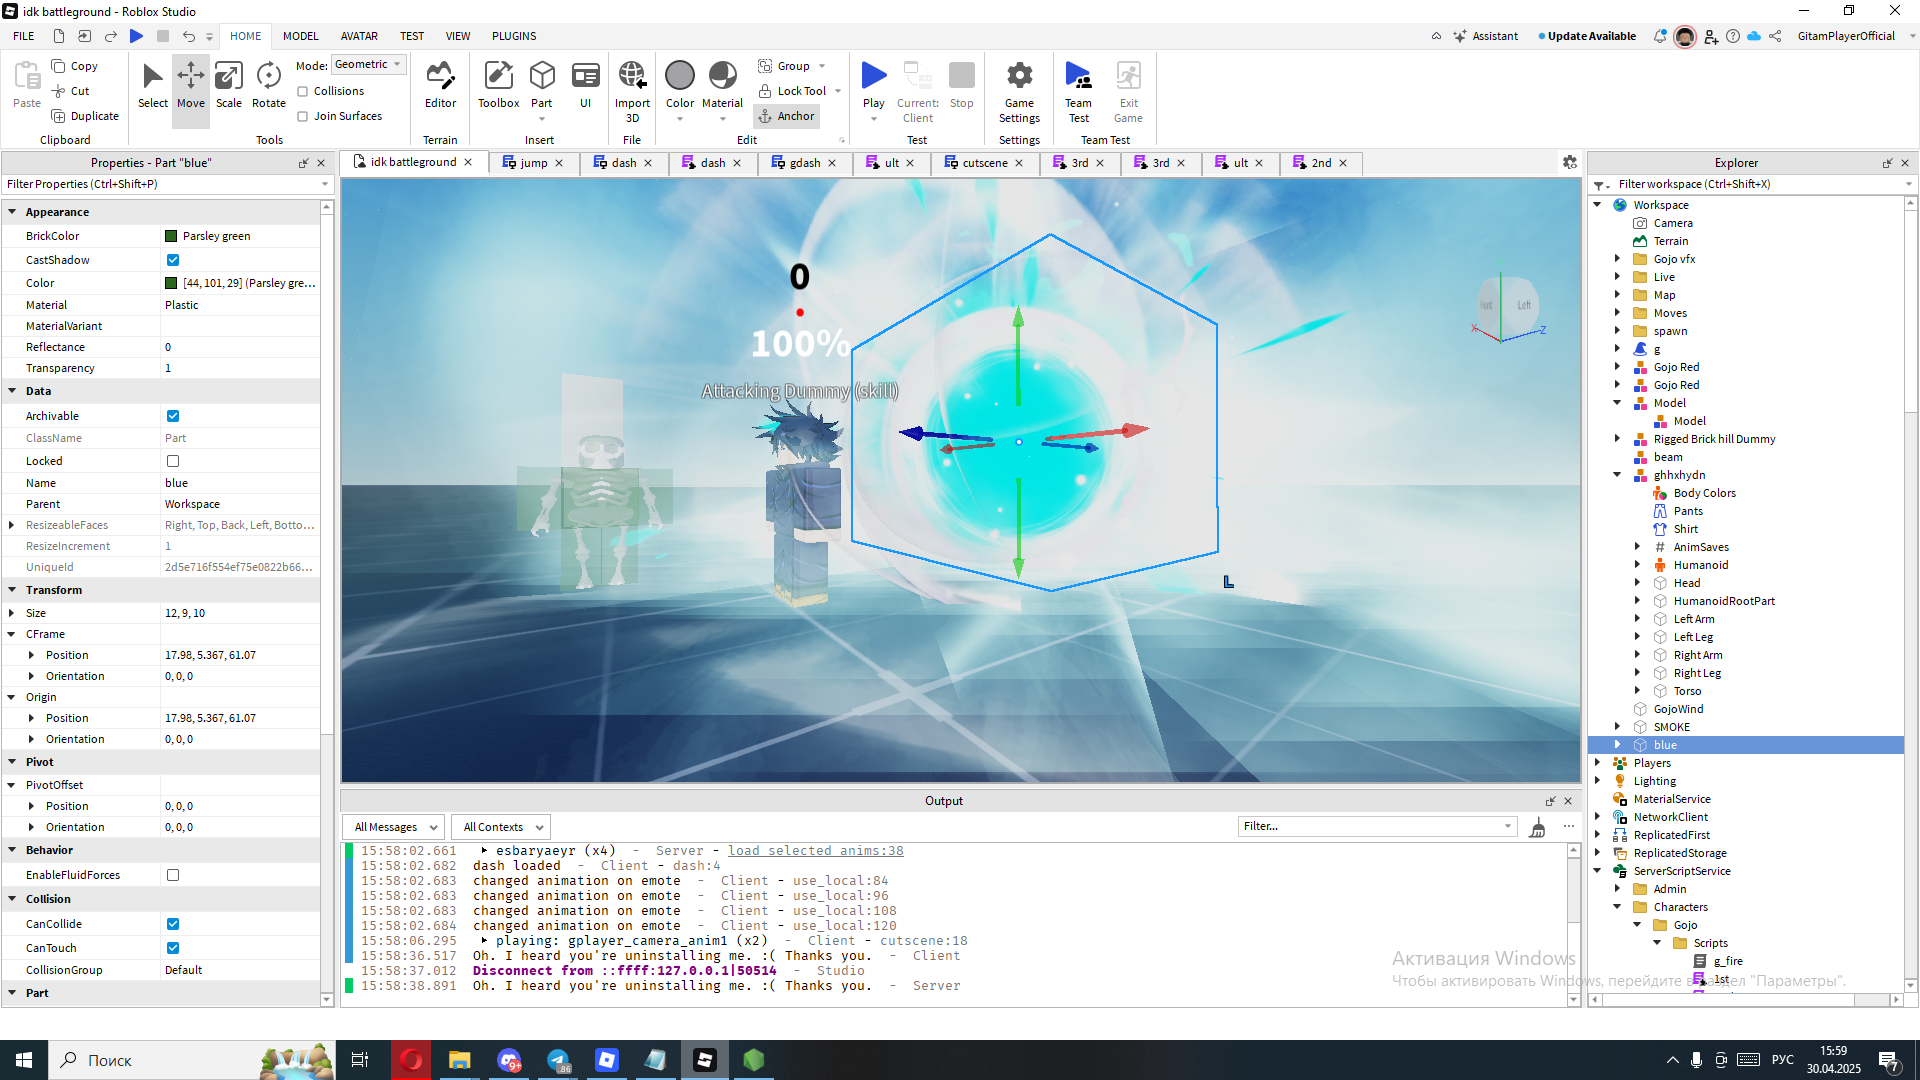 idk battleground - Roblox Studio
FILE HOME MODEL AVATAR TEST VIEW PLUGINS Assistant Update Available GitamPlayerOfficial
Paste Copy Cut Duplicate Clipboard
Select Move Scale Rotate Mode: Geometric Collisions Join Surfaces Tools
Editor Terrain
Toolbox Part UI Insert
Import 3D File
Color Material Group Lock Tool Anchor Edit
Play Current: Client Stop Test
Game Settings Settings
Team Test Exit Game Team Test
Properties - Part "blue"
Filter Properties (Ctrl+Shift+P)
Appearance
BrickColor Parsley green
CastShadow
Color [44, 101, 29] (Parsley gre...
Material Plastic
MaterialVariant
Reflectance 0
Transparency 1
Data
Archivable
ClassName Part
Locked
Name blue
Parent Workspace
ResizeableFaces Right, Top, Back, Left, Botto...
ResizeIncrement 1
UniqueId 2d5e716f554ef75e0822b66...
Transform
Size 12, 9, 10
CFrame
Position 17.98, 5.367, 61.07
Orientation 0, 0, 0
Origin
Position 17.98, 5.367, 61.07
Orientation 0, 0, 0
Pivot
PivotOffset
Position 0, 0, 0
Orientation 0, 0, 0
Behavior
EnableFluidForces
Collision
CanCollide
CanTouch
CollisionGroup Default
Part
idk battleground jump dash dash gdash ult cutscene 3rd 3rd ult 2nd
0
100%
Attacking Dummy (skill)
L
Left
X Z
Output
All Messages All Contexts Filter...
15:58:02.661 esbaryaeyr (x4) - Server - load selected anims:38
15:58:02.682 dash loaded - Client - dash:4
15:58:02.683 changed animation on emote - Client - use_local:84
15:58:02.683 changed animation on emote - Client - use_local:96
15:58:02.683 changed animation on emote - Client - use_local:108
15:58:02.684 changed animation on emote - Client - use_local:120
15:58:06.295 playing: gplayer_camera_anim1 (x2) - Client - cutscene:18
15:58:36.517 Oh. I heard you're uninstalling me. :( Thanks you. - Client
15:58:37.012 Disconnect from ::ffff:127.0.0.1|50514 - Studio
15:58:38.891 Oh. I heard you're uninstalling me. :( Thanks you. - Server
Explorer
Filter workspace (Ctrl+Shift+X)
Workspace
Camera
Terrain
Gojo vfx
Live
Map
Moves
spawn
g
Gojo Red
Gojo Red
Model
Model
Rigged Brick hill Dummy
beam
ghhxhydn
Body Colors
Pants
Shirt
AnimSaves
Humanoid
Head
HumanoidRootPart
Left Arm
Left Leg
Right Arm
Right Leg
Torso
GojoWind
SMOKE
blue
Players
Lighting
MaterialService
NetworkClient
ReplicatedFirst
ReplicatedStorage
ServerScriptService
Admin
Characters
Gojo
Scripts
g_fire
1st
Активация Windows
Чтобы активировать Windows, перейдите в раздел "Параметры".
Поиск
9+
86
РУС
15:59
30.04.2025
7